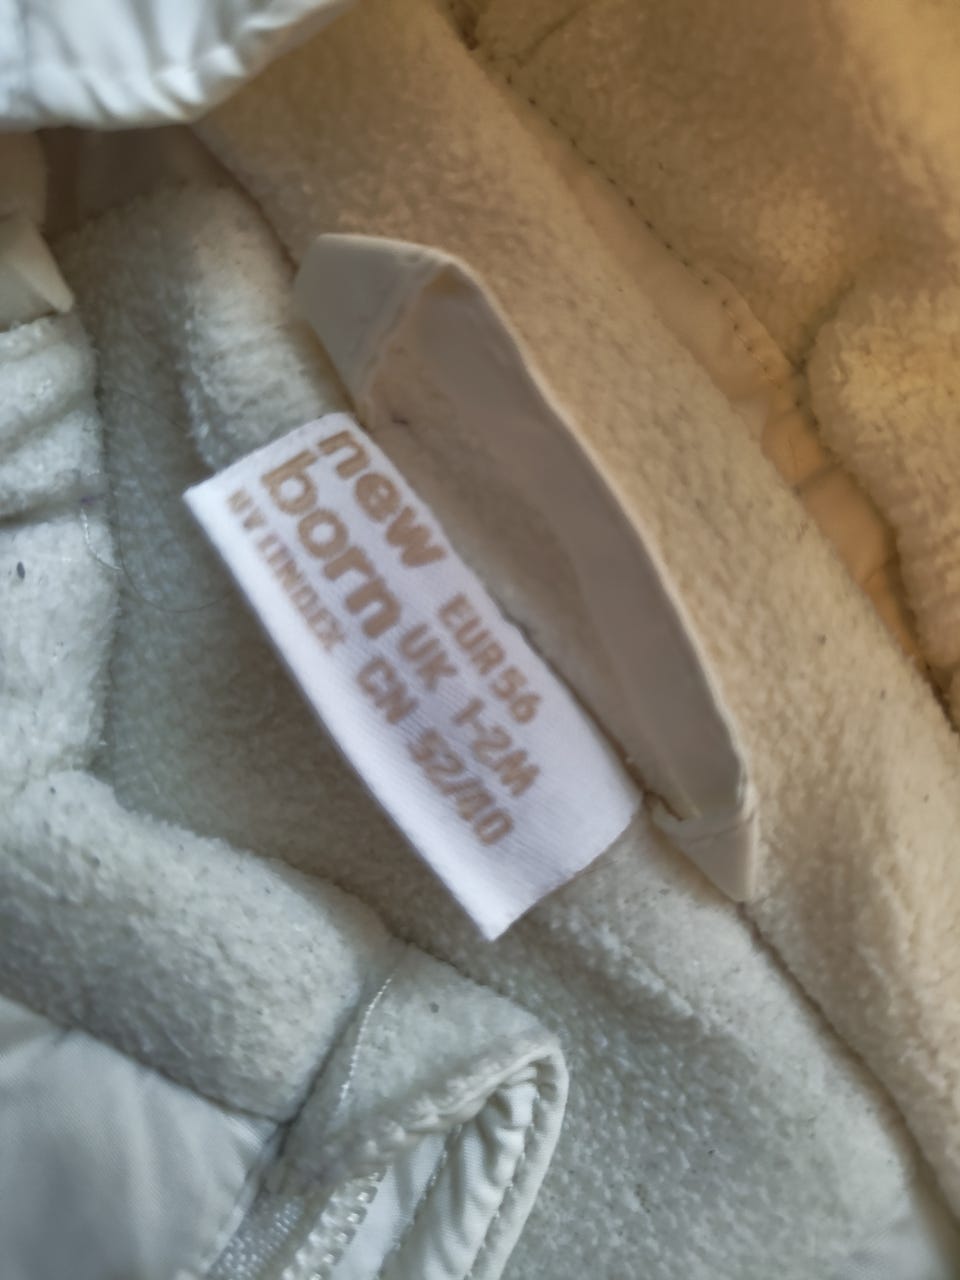 new
born
BY LINDEX
EUR 56
UK 1-2M
CN 52/40